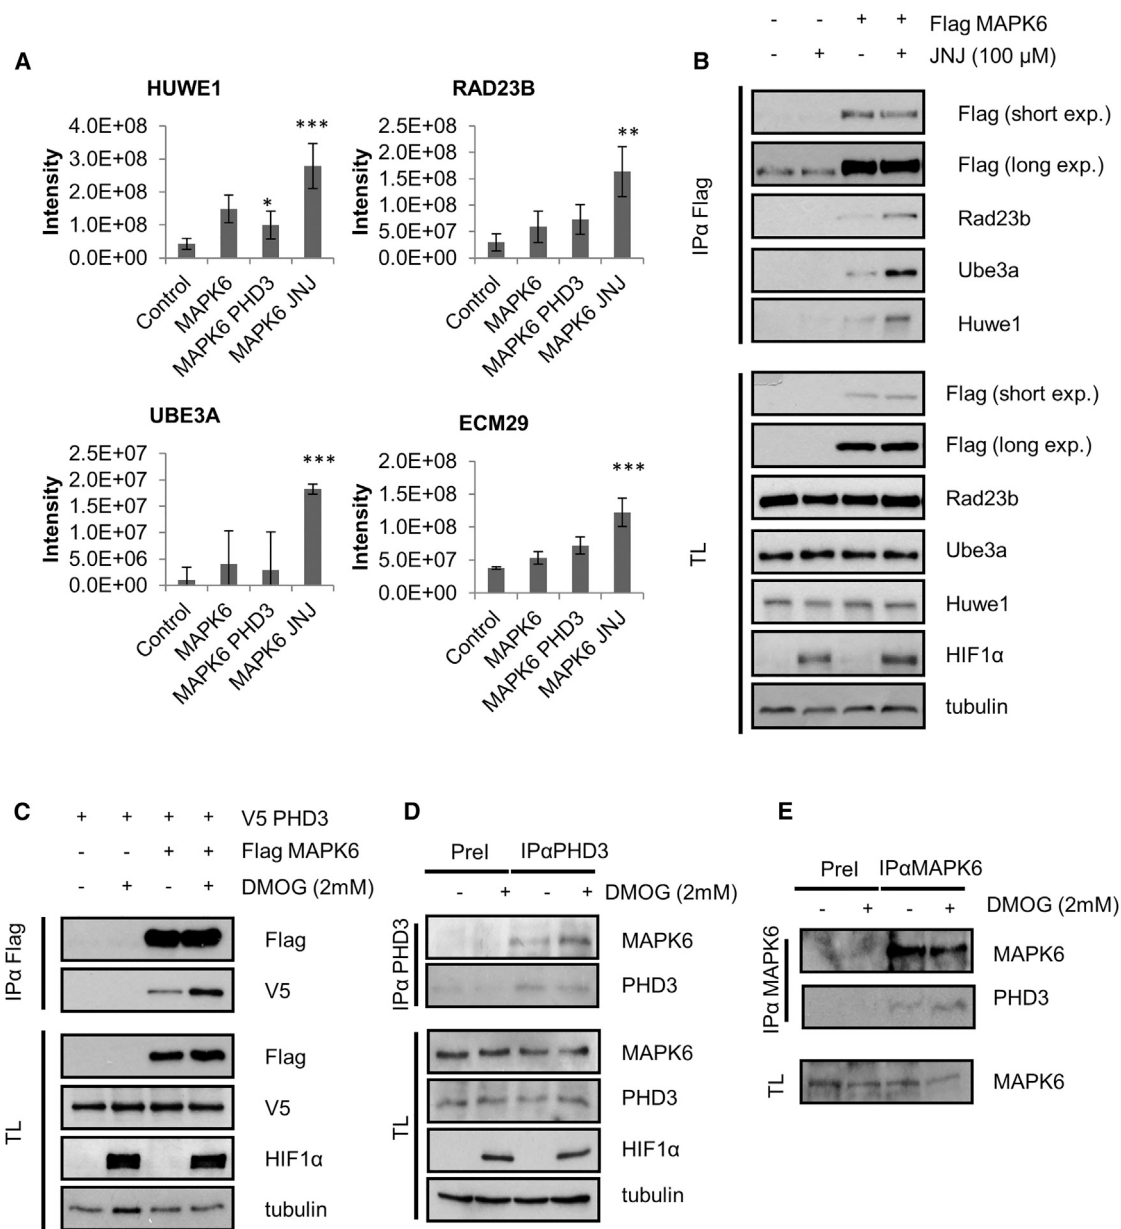 A
HUWE1
Intensity
4.0E+08
3.0E+08
2.0E+08
1.0E+08
0.0E+00
***
*
Control
MAPK6
MAPK6 PHD3
MAPK6 JNJ
RAD23B
Intensity
2.5E+08
2.0E+08
1.5E+08
1.0E+08
5.0E+07
0.0E+00
**
Control
MAPK6
MAPK6 PHD3
MAPK6 JNJ
UBE3A
Intensity
2.5E+07
2.0E+07
1.5E+07
1.0E+07
5.0E+06
0.0E+00
***
Control
MAPK6
MAPK6 PHD3
MAPK6 JNJ
ECM29
Intensity
2.0E+08
1.5E+08
1.0E+08
5.0E+07
0.0E+00
***
Control
MAPK6
MAPK6 PHD3
MAPK6 JNJ
B
- - + + Flag MAPK6
- + - + JNJ (100 µM)
IPα Flag
Flag (short exp.)
Flag (long exp.)
Rad23b
Ube3a
Huwe1
TL
Flag (short exp.)
Flag (long exp.)
Rad23b
Ube3a
Huwe1
HIF1α
tubulin
C
+ + + + V5 PHD3
- - + + Flag MAPK6
- + - + DMOG (2mM)
IPα Flag
Flag
V5
TL
Flag
V5
HIF1α
tubulin
D
PreI IPαPHD3
- + - + DMOG (2mM)
IPα PHD3
MAPK6
PHD3
TL
MAPK6
PHD3
HIF1α
tubulin
E
PreI IPαMAPK6
- + - + DMOG (2mM)
IPα MAPK6
MAPK6
PHD3
TL
MAPK6